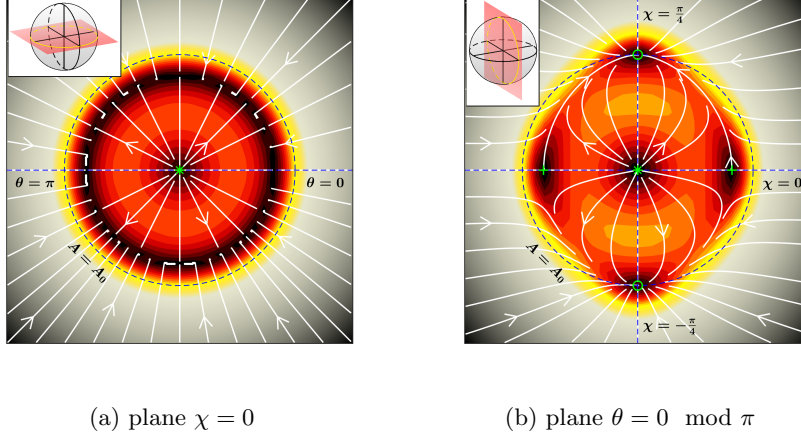 χ = π/4
θ = π
θ = 0
χ = 0
A = A₀
A = A₀
χ = −π/4
(a) plane χ = 0
(b) plane θ = 0 mod π